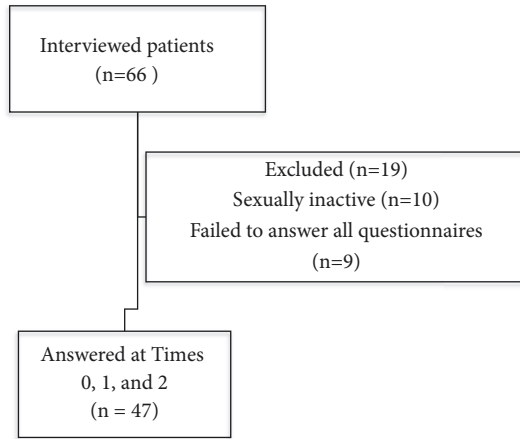 Interviewed patients
(n=66 )
Excluded (n=19)
Sexually inactive (n=10)
Failed to answer all questionnaires
(n=9)
Answered at Times
0, 1, and 2
(n = 47)